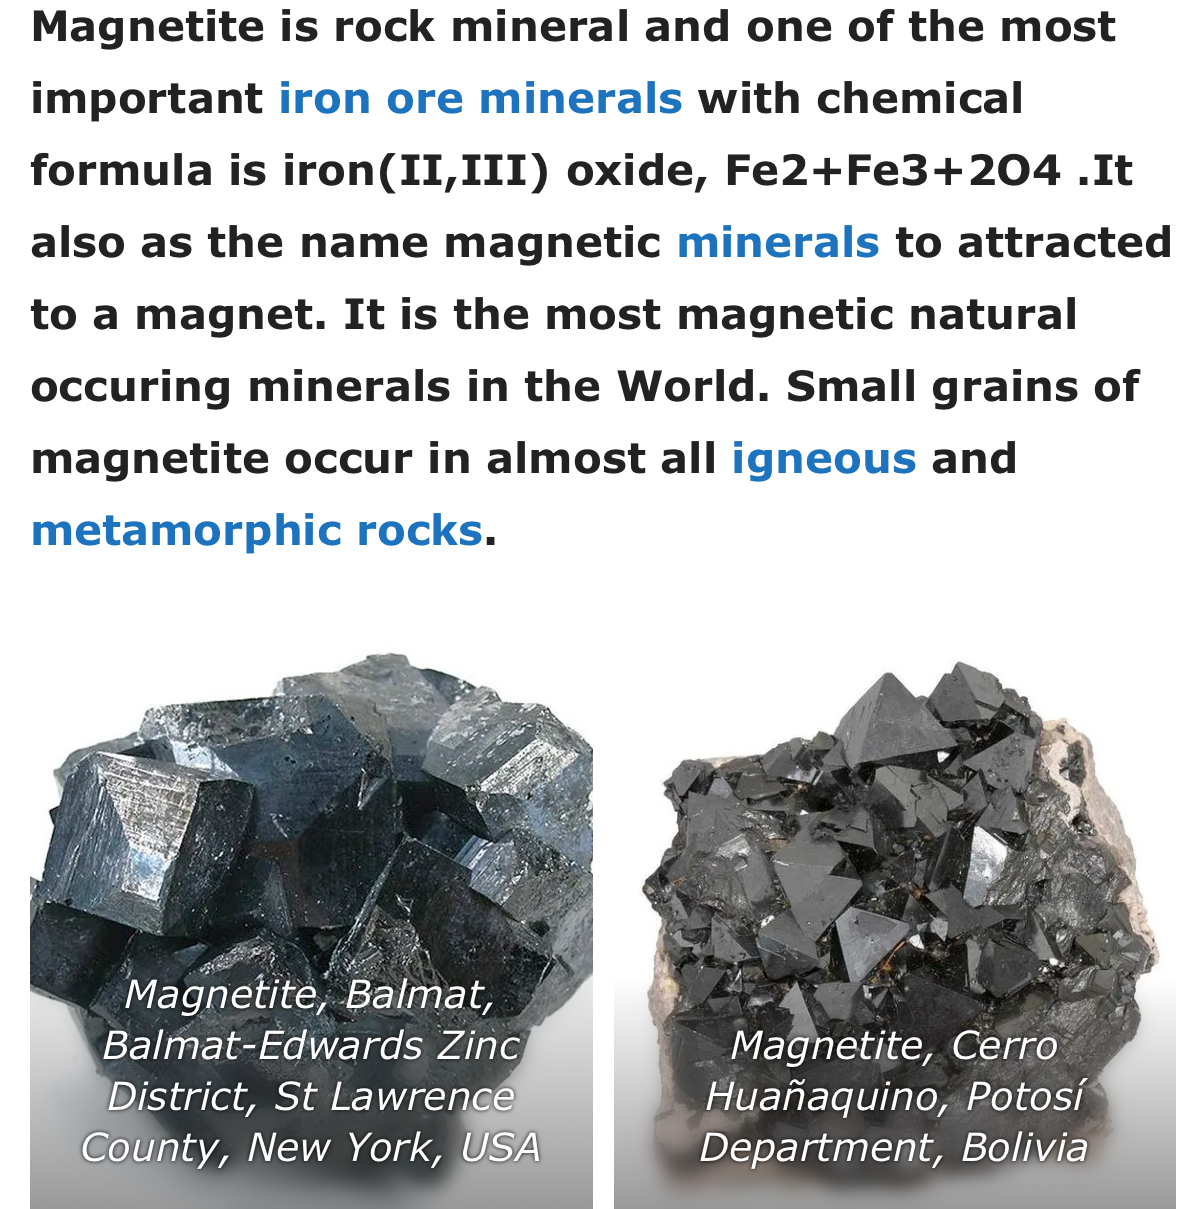 Magnetite is rock mineral and one of the most
important iron ore minerals with chemical
formula is iron(II,III) oxide, Fe2+Fe3+2O4 .It
also as the name magnetic minerals to attracted
to a magnet. It is the most magnetic natural
occuring minerals in the World. Small grains of
magnetite occur in almost all igneous and
metamorphic rocks.
Magnetite, Balmat,
Balmat-Edwards Zinc
District, St Lawrence
County, New York, USA
Magnetite, Cerro
Huañaquino, Potosí
Department, Bolivia